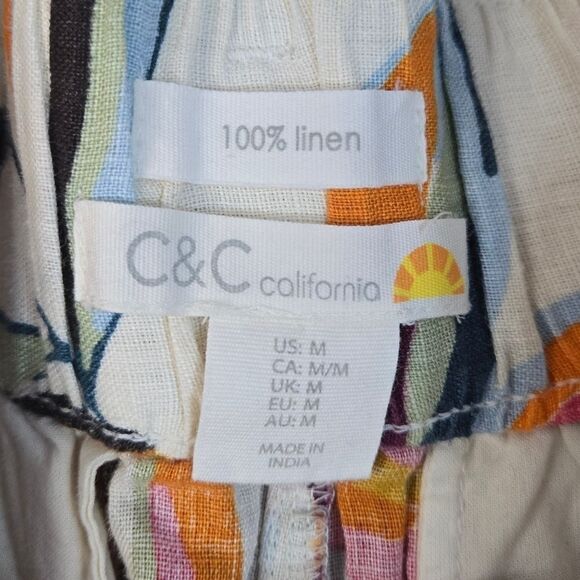 100% linen
C&C california
US: M
CA: M/M
UK: M
EU: M
AU: M
MADE IN
INDIA